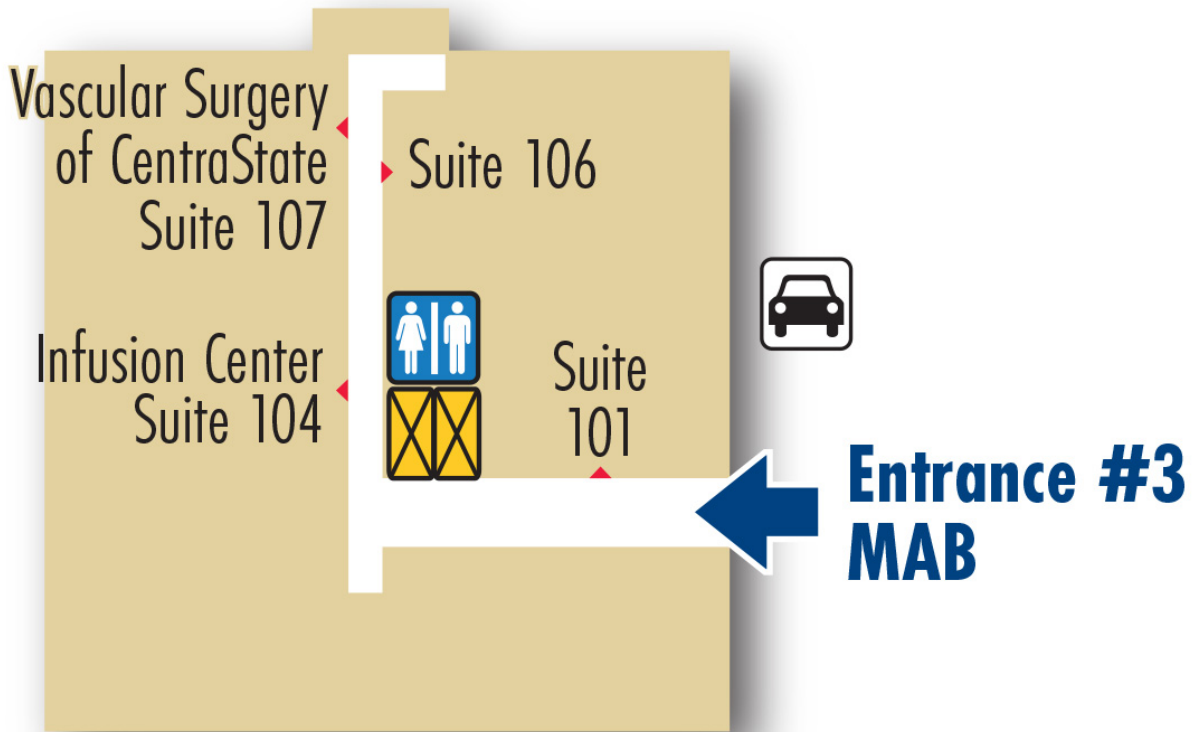 Vascular Surgery
of CentraState
Suite 107
Suite 106
Infusion Center
Suite 104
Suite
101
Entrance #3
MAB